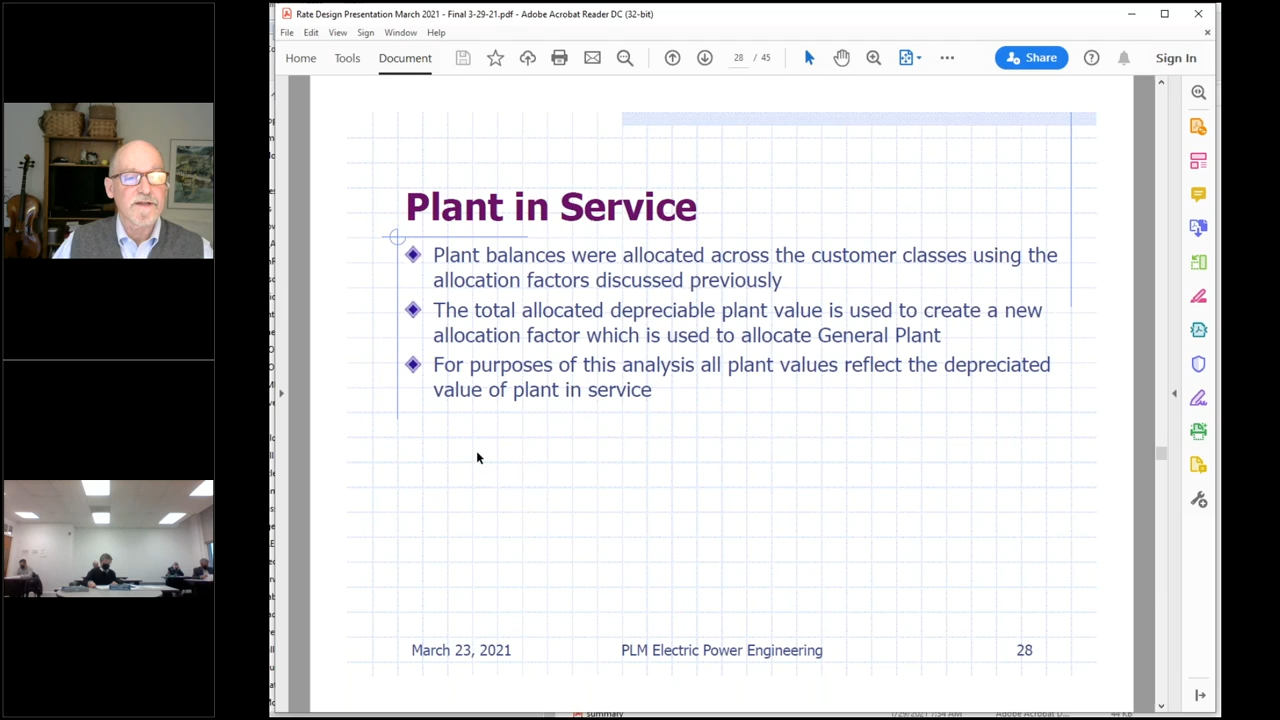 Rate Design Presentation March 2021 - Final 3-29-21.pdf - Adobe Acrobat Reader DC (32-bit)
File Edit View Sign Window Help
Home Tools Document 28 / 45 Share Sign In
Plant in Service
Plant balances were allocated across the customer classes using the
allocation factors discussed previously
The total allocated depreciable plant value is used to create a new
allocation factor which is used to allocate General Plant
For purposes of this analysis all plant values reflect the depreciated
value of plant in service
March 23, 2021 PLM Electric Power Engineering 28
summary